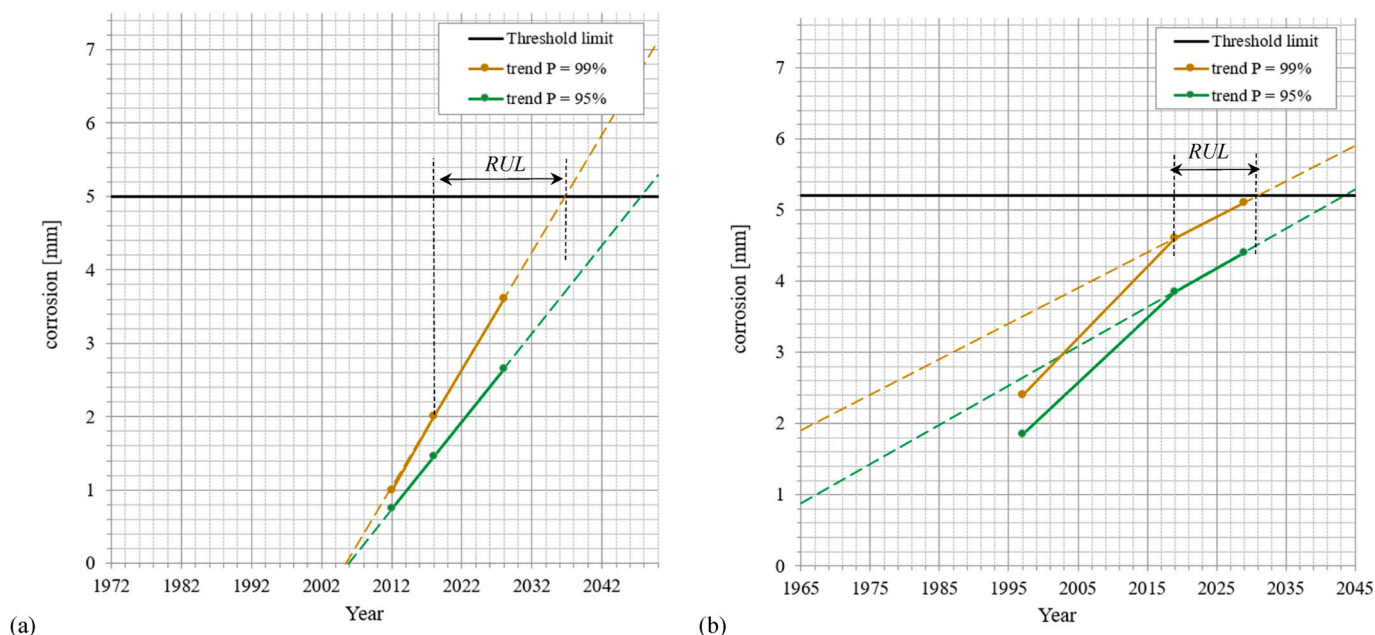 Threshold limit
trend P = 99%
trend P = 95%
RUL
7
6
5
4
3
2
1
0
corrosion [mm]
1972 1982 1992 2002 2012 2022 2032 2042
Year
(a)
Threshold limit
trend P = 99%
trend P = 95%
RUL
7
6
5
4
3
2
1
0
corrosion [mm]
1965 1975 1985 1995 2005 2015 2025 2035 2045
Year
(b)